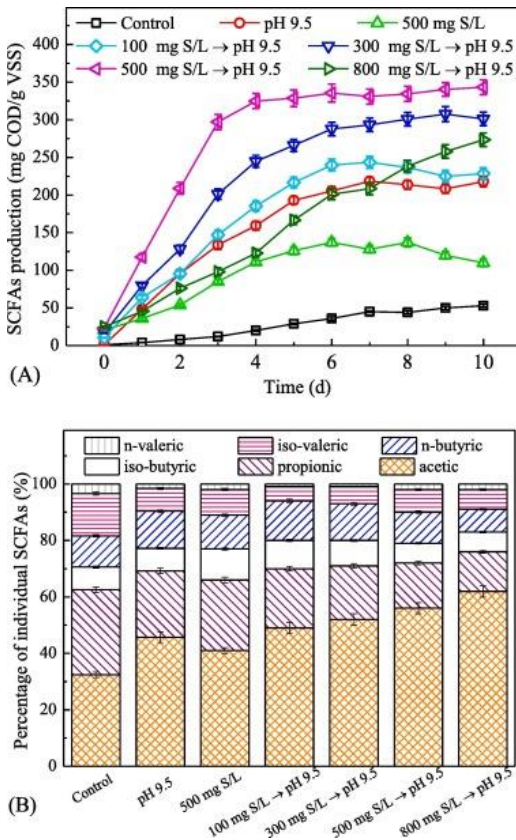 Control pH 9.5 500 mg S/L
100 mg S/L → pH 9.5 300 mg S/L → pH 9.5
500 mg S/L → pH 9.5 800 mg S/L → pH 9.5
SCFAs production (mg COD/g VSS)
400
350
300
250
200
150
100
50
0
0 2 4 6 8 10
(A) Time (d)
n-valeric iso-valeric n-butyric
iso-butyric propionic acetic
Percentage of individual SCFAs (%)
100
80
60
40
20
0
Control
pH 9.5
500 mg S/L
100 mg S/L → pH 9.5
300 mg S/L → pH 9.5
500 mg S/L → pH 9.5
800 mg S/L → pH 9.5
(B)